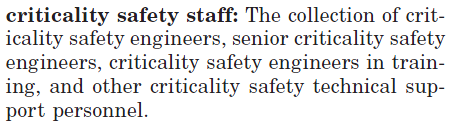 criticality safety staff: The collection of crit-
icality safety engineers, senior criticality safety
engineers, criticality safety engineers in train-
ing, and other criticality safety technical sup-
port personnel.